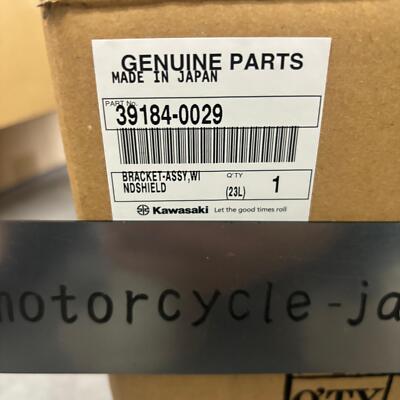 GENUINE PARTS
MADE IN JAPAN
PART No.
39184-0029
BRACKET-ASSY,WI
NDSHIELD
Q'TY
(23L)
1
Kawasaki Let the good times roll
motorcycle-ja
Q'TY